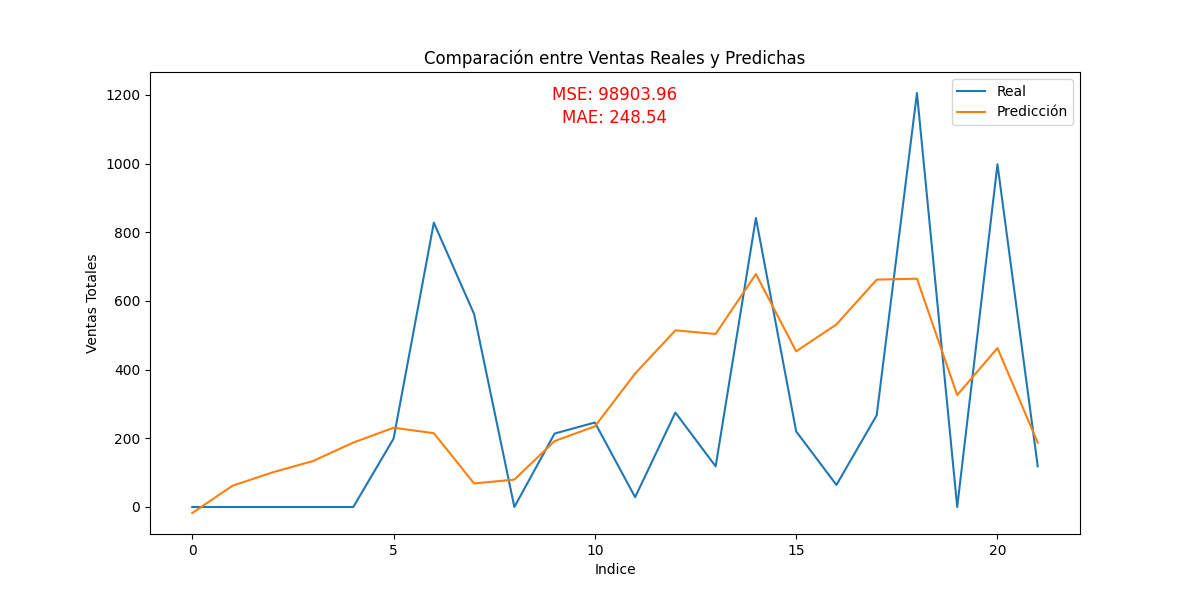 Comparación entre Ventas Reales y Predichas
MSE: 98903.96
MAE: 248.54
Real
Predicción
Ventas Totales
1200
1000
800
600
400
200
0
0 5 10 15 20
Indice